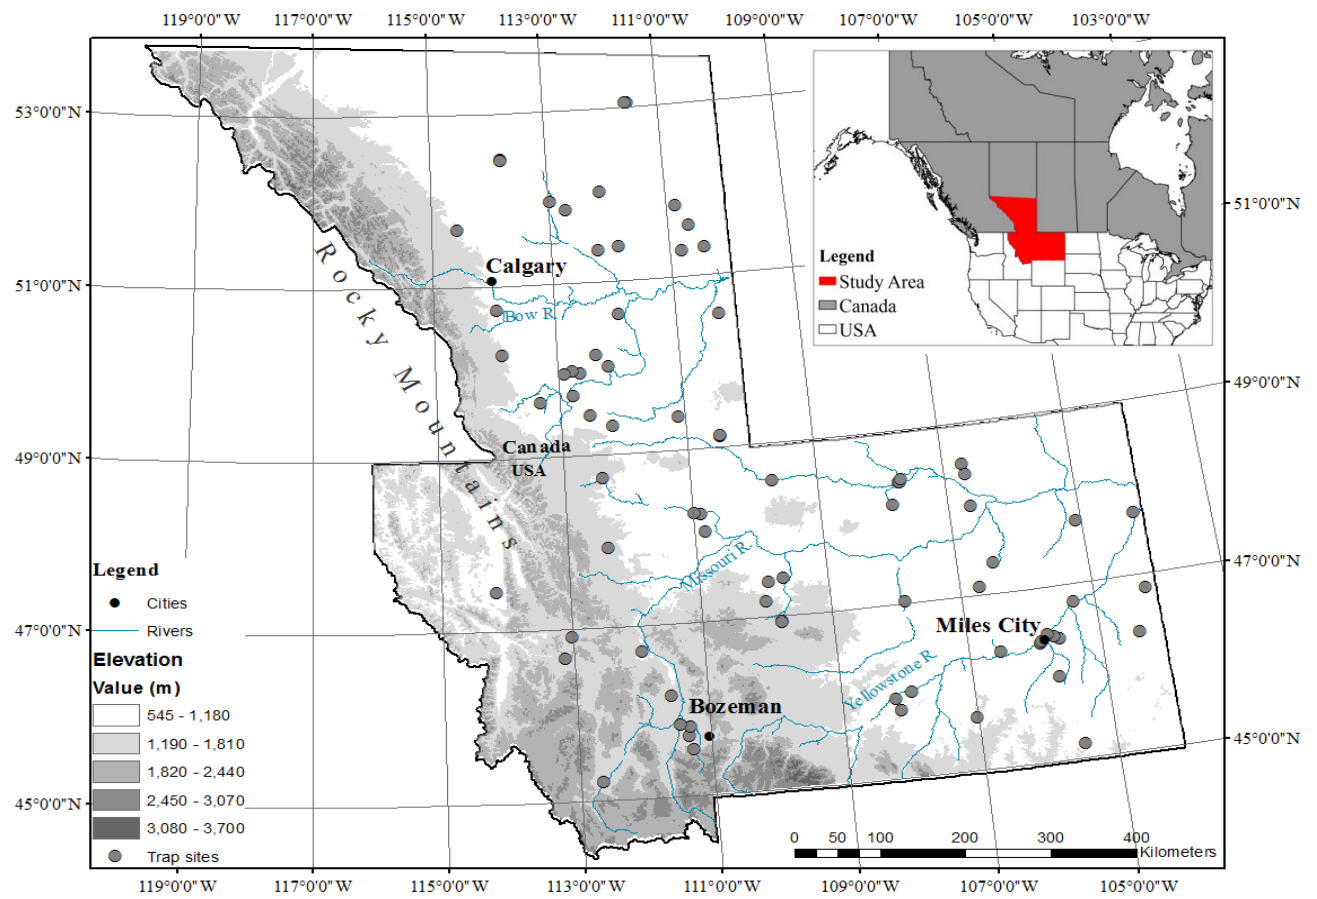 119°0'0"W 117°0'0"W 115°0'0"W 113°0'0"W 111°0'0"W 109°0'0"W 107°0'0"W 105°0'0"W 103°0'0"W
53°0'0"N
51°0'0"N
Legend
Study Area
Canada
USA
Rocky Mountains
Calgary
51°0'0"N
Bow R.
49°0'0"N
Canada
USA
49°0'0"N
Missouri R.
47°0'0"N
Legend
Cities
Rivers
Miles City
47°0'0"N
Elevation
Value (m)
Yellowstone R.
Bozeman
545 - 1,180
1,190 - 1,810
1,820 - 2,440
2,450 - 3,070
3,080 - 3,700
Trap sites
45°0'0"N
45°0'0"N
0 50 100 200 300 400
Kilometers
119°0'0"W 117°0'0"W 115°0'0"W 113°0'0"W 111°0'0"W 109°0'0"W 107°0'0"W 105°0'0"W